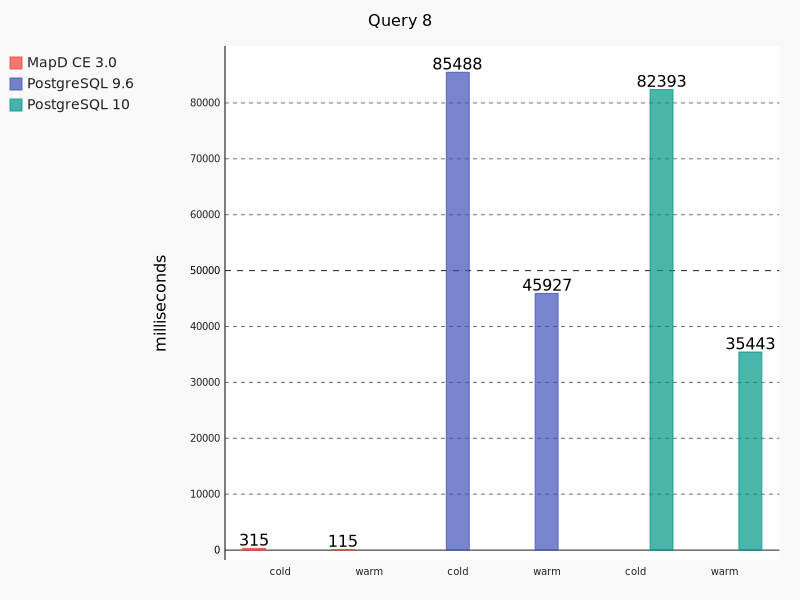 Query 8
MapD CE 3.0
PostgreSQL 9.6
PostgreSQL 10
milliseconds
80000
70000
60000
50000
40000
30000
20000
10000
0
315
115
85488
45927
82393
35443
cold
warm
cold
warm
cold
warm